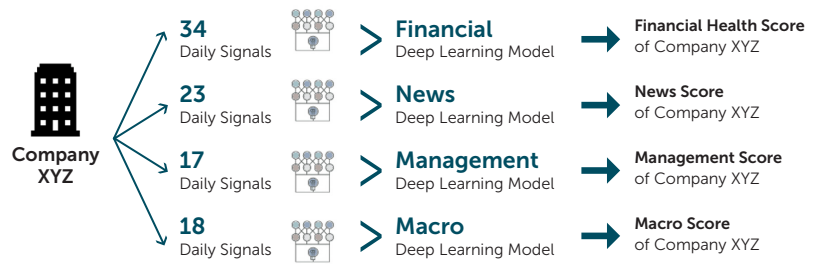 Company
XYZ
34
Daily Signals
Financial
Deep Learning Model
Financial Health Score
of Company XYZ
23
Daily Signals
News
Deep Learning Model
News Score
of Company XYZ
17
Daily Signals
Management
Deep Learning Model
Management Score
of Company XYZ
18
Daily Signals
Macro
Deep Learning Model
Macro Score
of Company XYZ